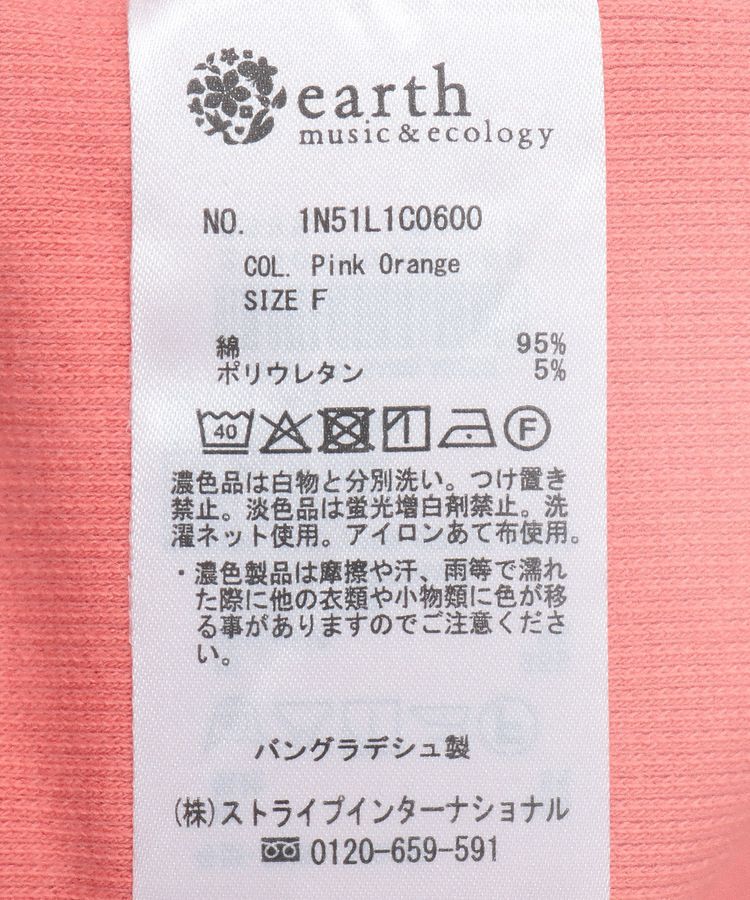 earth
music & ecology
NO. 1N51L1C0600
COL. Pink Orange
SIZE F
綿 95%
ポリウレタン 5%
40 F
濃色品は白物と分別洗い。つけ置き
禁止。淡色品は蛍光増白剤禁止。洗
濯ネット使用。アイロンあて布使用。
・濃色製品は摩擦や汗、雨等で濡れ
た際に他の衣類や小物類に色が移
る事がありますのでご注意くださ
い。
バングラデシュ製
(株)ストライプインターナショナル
0120-659-591